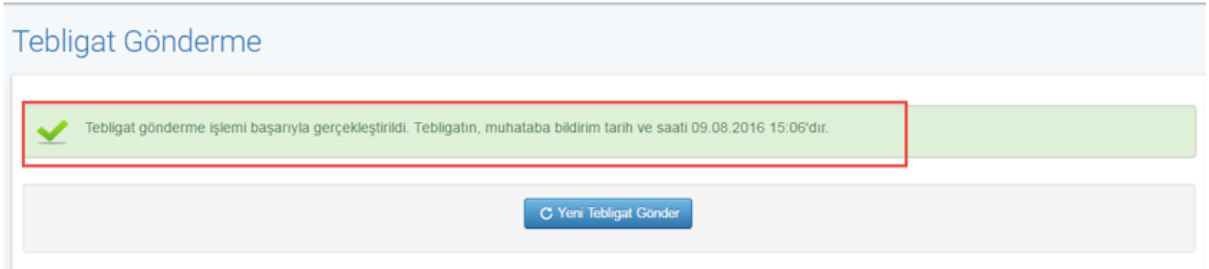 Tebligat Gönderme
Tebligat gönderme işlemi başarıyla gerçekleştirildi. Tebligatın, muhataba bildirim tarih ve saati 09.08.2016 15:06'dır.
Yeni Tebligat Gönder